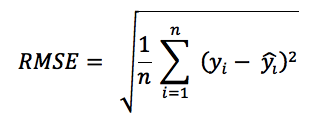 RMSE = √(1/n ∑_{i=1}^{n} (y_i − ŷ_i)²)